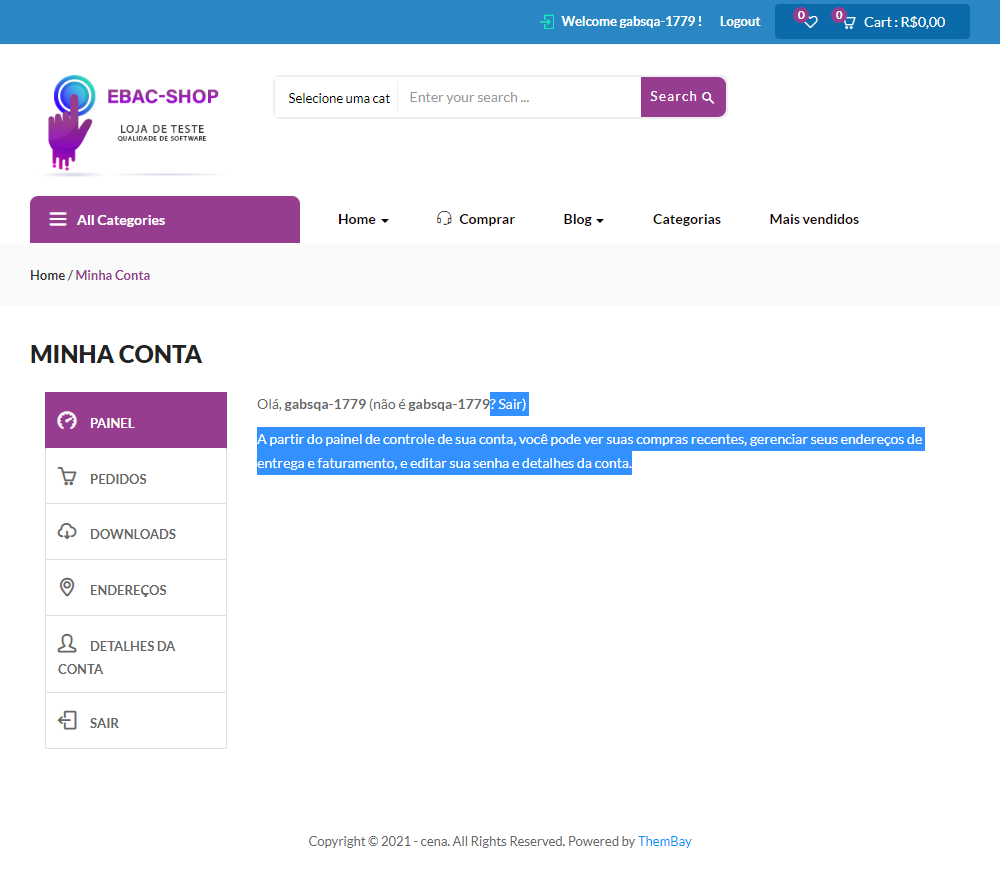 Welcome gabsqa-1779 !
Logout
0
0
Cart : R$0,00
EBAC-SHOP
LOJA DE TESTE
QUALIDADE DE SOFTWARE
Selecione uma cat
Enter your search ...
Search
All Categories
Home
Comprar
Blog
Categorias
Mais vendidos
Home / Minha Conta
MINHA CONTA
PAINEL
PEDIDOS
DOWNLOADS
ENDEREÇOS
DETALHES DA
CONTA
SAIR
Olá, gabsqa-1779 (não é gabsqa-1779? Sair)
A partir do painel de controle de sua conta, você pode ver suas compras recentes, gerenciar seus endereços de
entrega e faturamento, e editar sua senha e detalhes da conta.
Copyright © 2021 - cena. All Rights Reserved. Powered by ThemBay